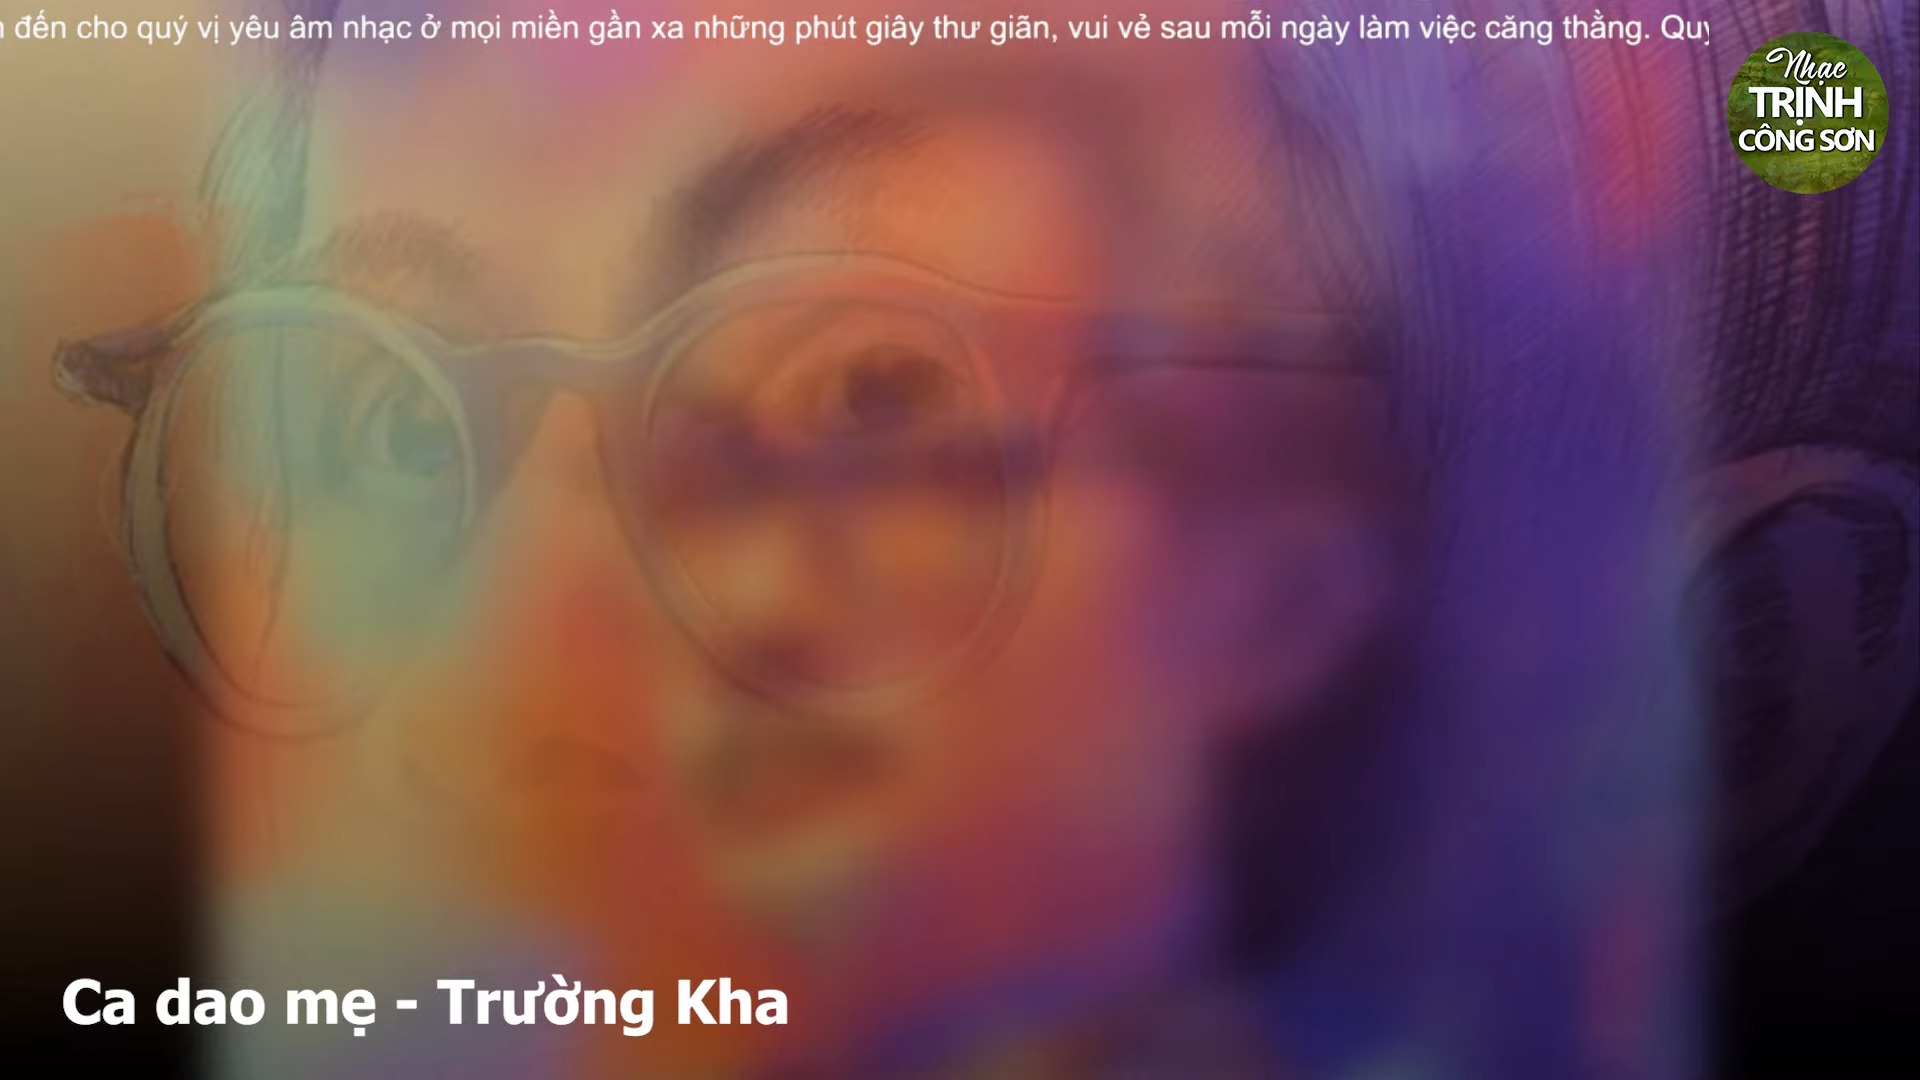 đến cho quý vị yêu âm nhạc ở mọi miền gần xa những phút giây thư giãn, vui vẻ sau mỗi ngày làm việc căng thẳng.
Nhạc
TRỊNH
CÔNG SƠN
Ca dao mẹ - Trường Kha